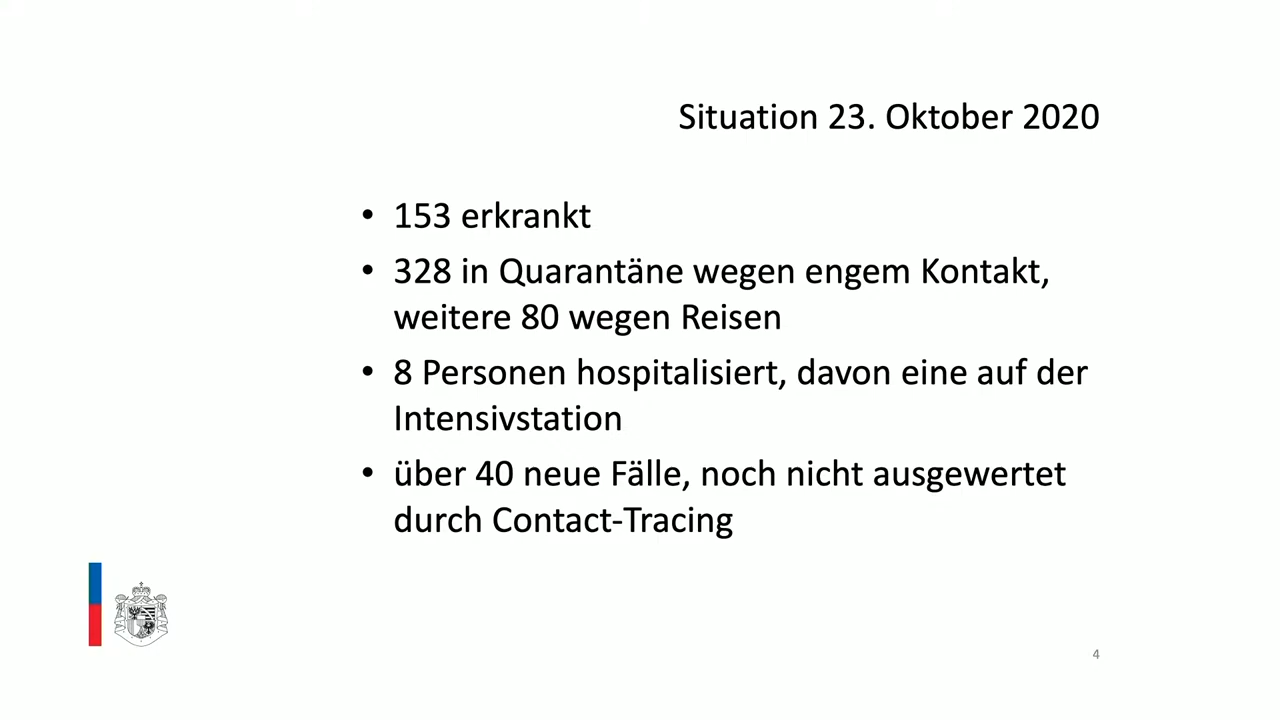 Situation 23. Oktober 2020
• 153 erkrankt
• 328 in Quarantäne wegen engem Kontakt,
weitere 80 wegen Reisen
• 8 Personen hospitalisiert, davon eine auf der
Intensivstation
• über 40 neue Fälle, noch nicht ausgewertet
durch Contact-Tracing
4